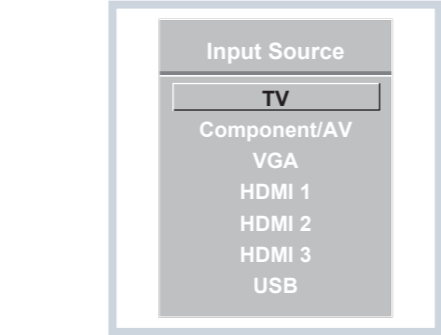 Input Source
TV
Component/AV
VGA
HDMI 1
HDMI 2
HDMI 3
USB